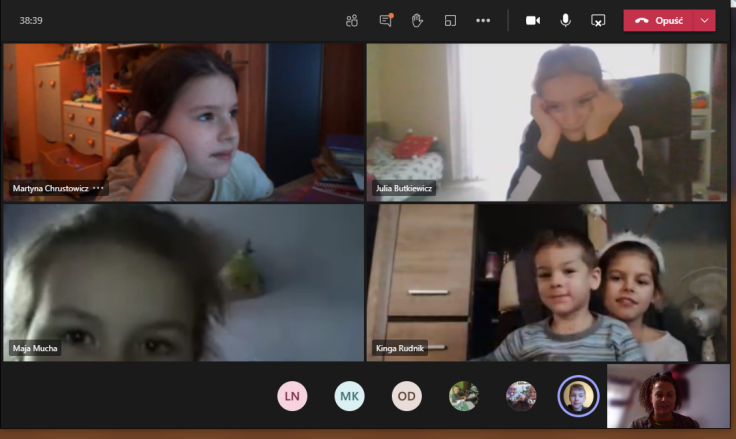 38:39
Opuść
Martyna Chrustowicz
Julia Butkiewicz
Maja Mucha
Kinga Rudnik
LN
MK
OD